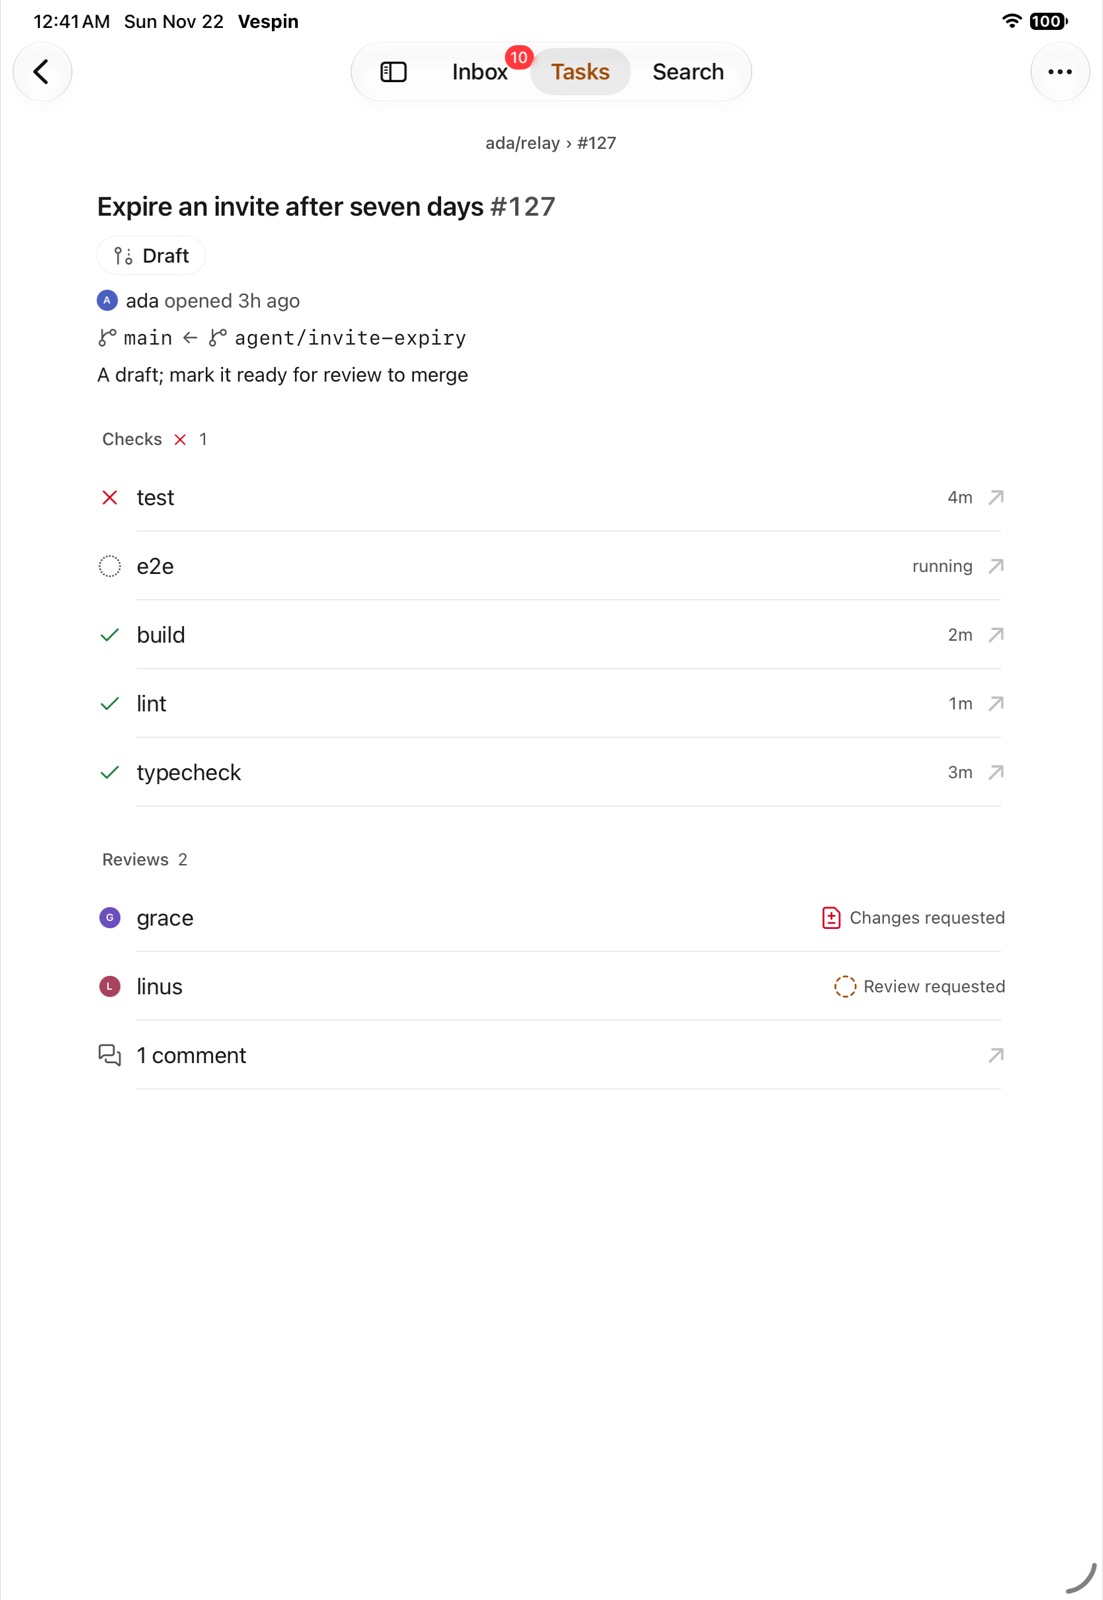 12:41 AM Sun Nov 22 Vespin
100
Inbox 10 Tasks Search
ada/relay › #127
Expire an invite after seven days #127
Draft
A ada opened 3h ago
main ← agent/invite-expiry
A draft; mark it ready for review to merge
Checks 1
test 4m
e2e running
build 2m
lint 1m
typecheck 3m
Reviews 2
G grace Changes requested
L linus Review requested
1 comment